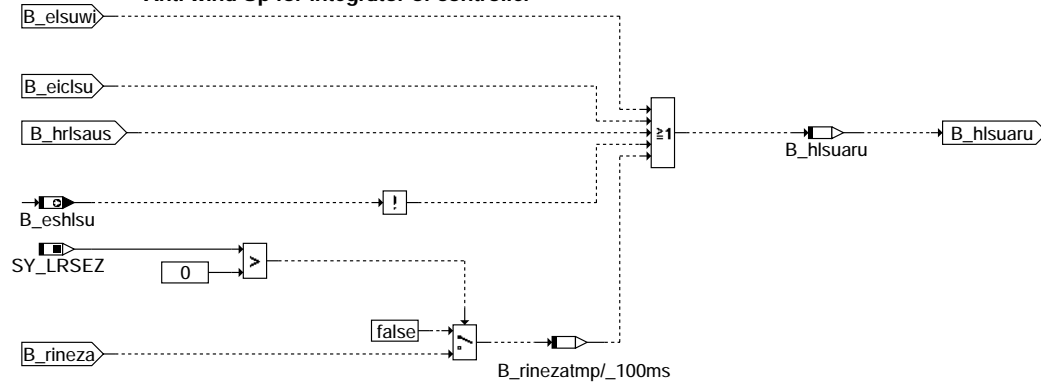 Anti Wind Up for Integrator of controller
B_elsuwi
B_eiclsu
B_hrlsaus
≥1
B_hlsuaru
B_hlsuaru
!
B_eshlsu
SY_LRSEZ
0
>
false
B_rineza
B_rinezatmp/_100ms